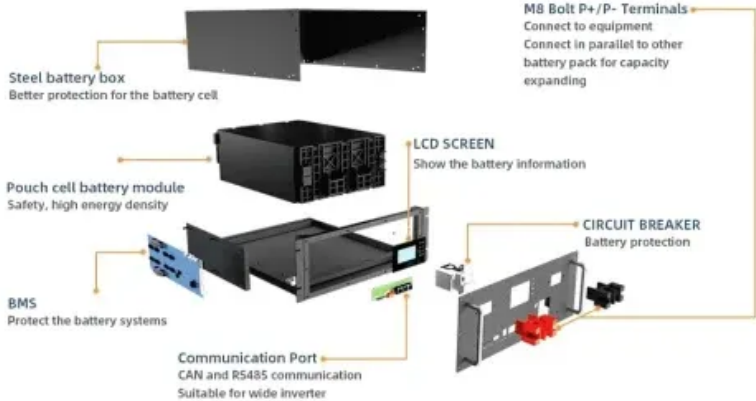 M8 Bolt P+/P- Terminals
Connect to equipment
Connect in parallel to other
battery pack for capacity
expanding
Steel battery box
Better protection for the battery cell
LCD SCREEN
Show the battery information
Pouch cell battery module
Safety, high energy density
CIRCUIT BREAKER
Battery protection
BMS
Protect the battery systems
Communication Port
CAN and RS485 communication
Suitable for wide inverter